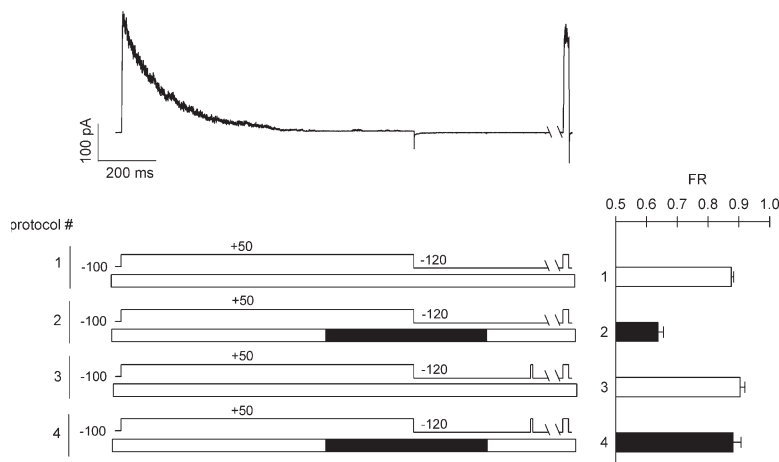 100 pA
200 ms
FR
0.5 0.6 0.7 0.8 0.9 1.0
protocol #
1 -100 +50 -120 1
2 -100 +50 -120 2
3 -100 +50 -120 3
4 -100 +50 -120 4